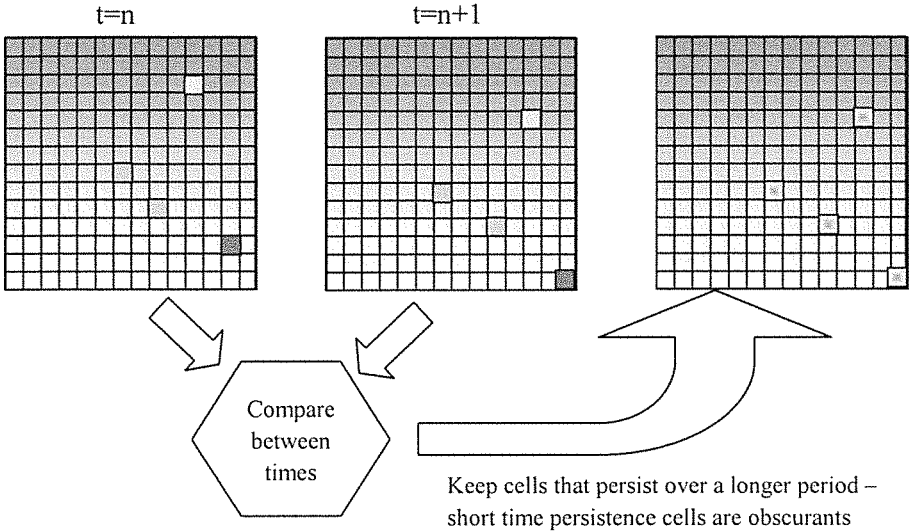 t=n
t=n+1
Compare
between
times
Keep cells that persist over a longer period –
short time persistence cells are obscurants